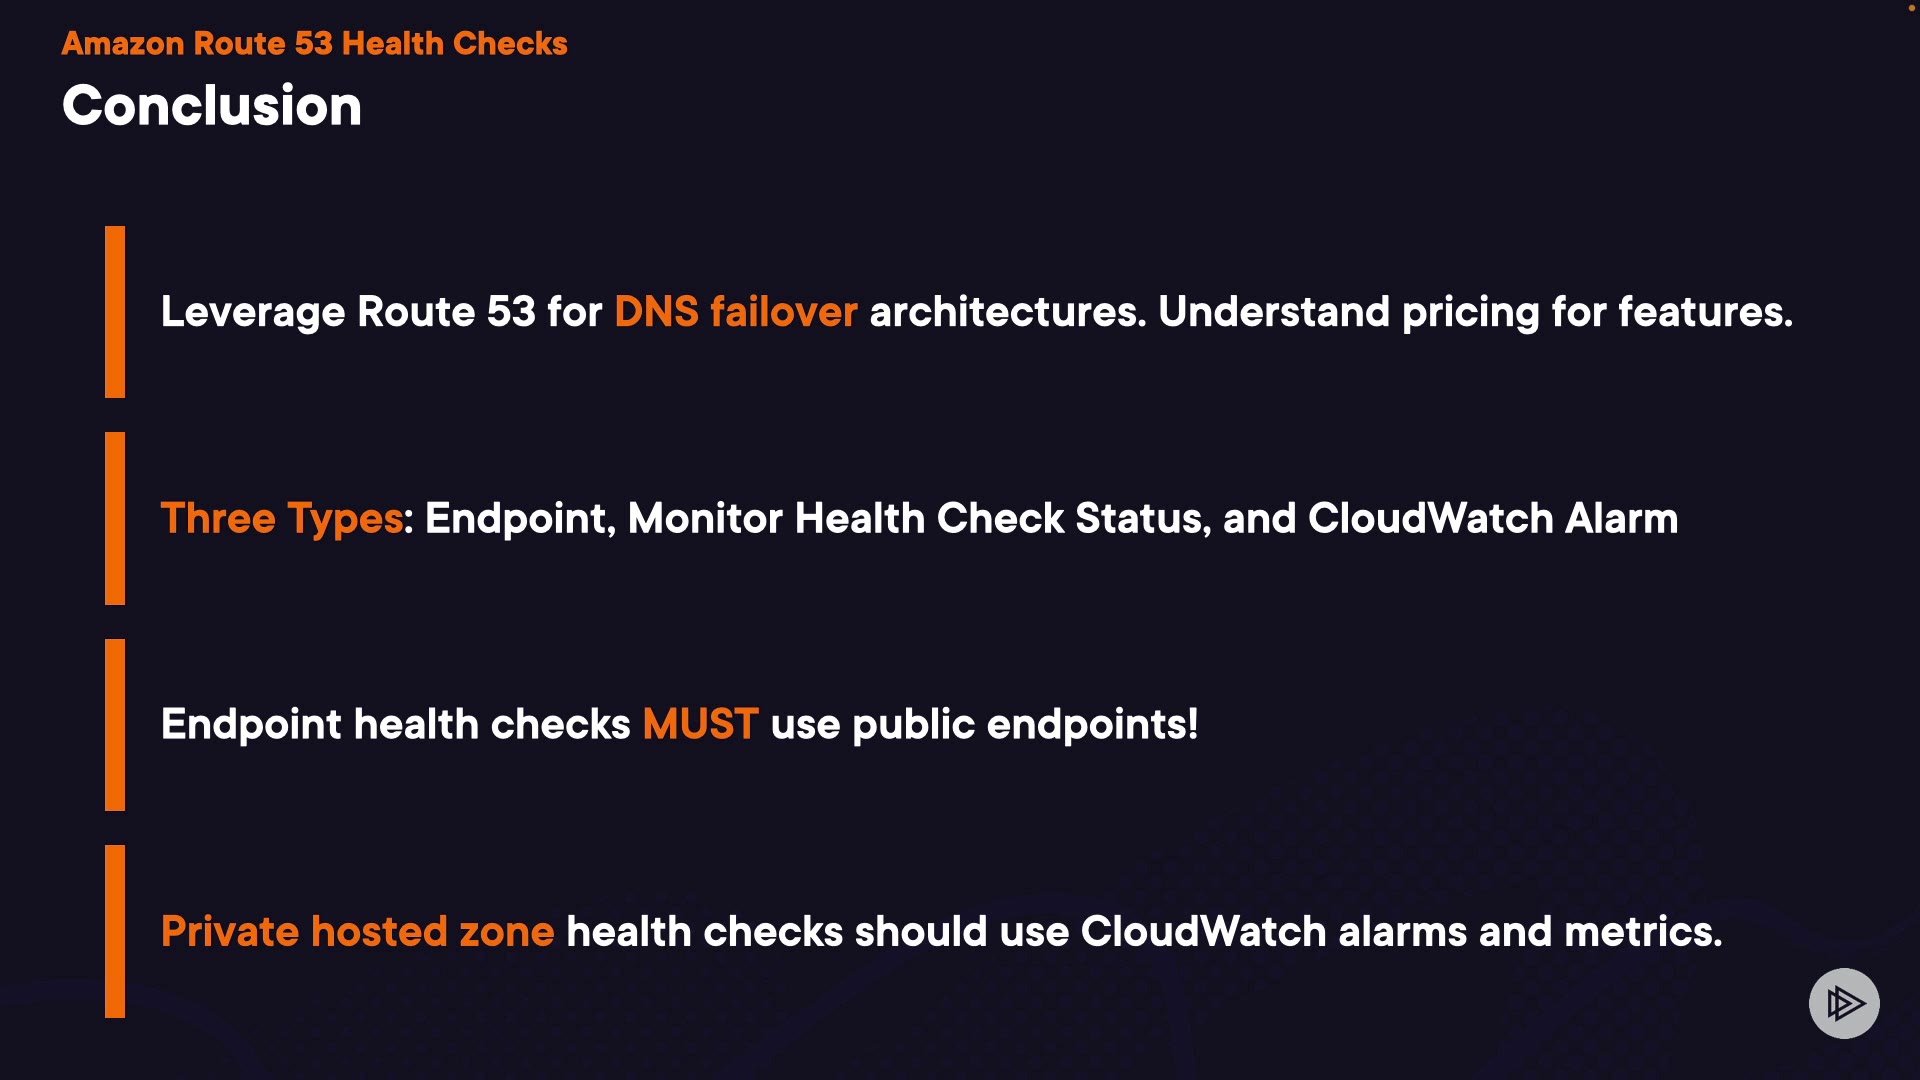 Amazon Route 53 Health Checks
Conclusion
Leverage Route 53 for DNS failover architectures. Understand pricing for features.
Three Types: Endpoint, Monitor Health Check Status, and CloudWatch Alarm
Endpoint health checks MUST use public endpoints!
Private hosted zone health checks should use CloudWatch alarms and metrics.